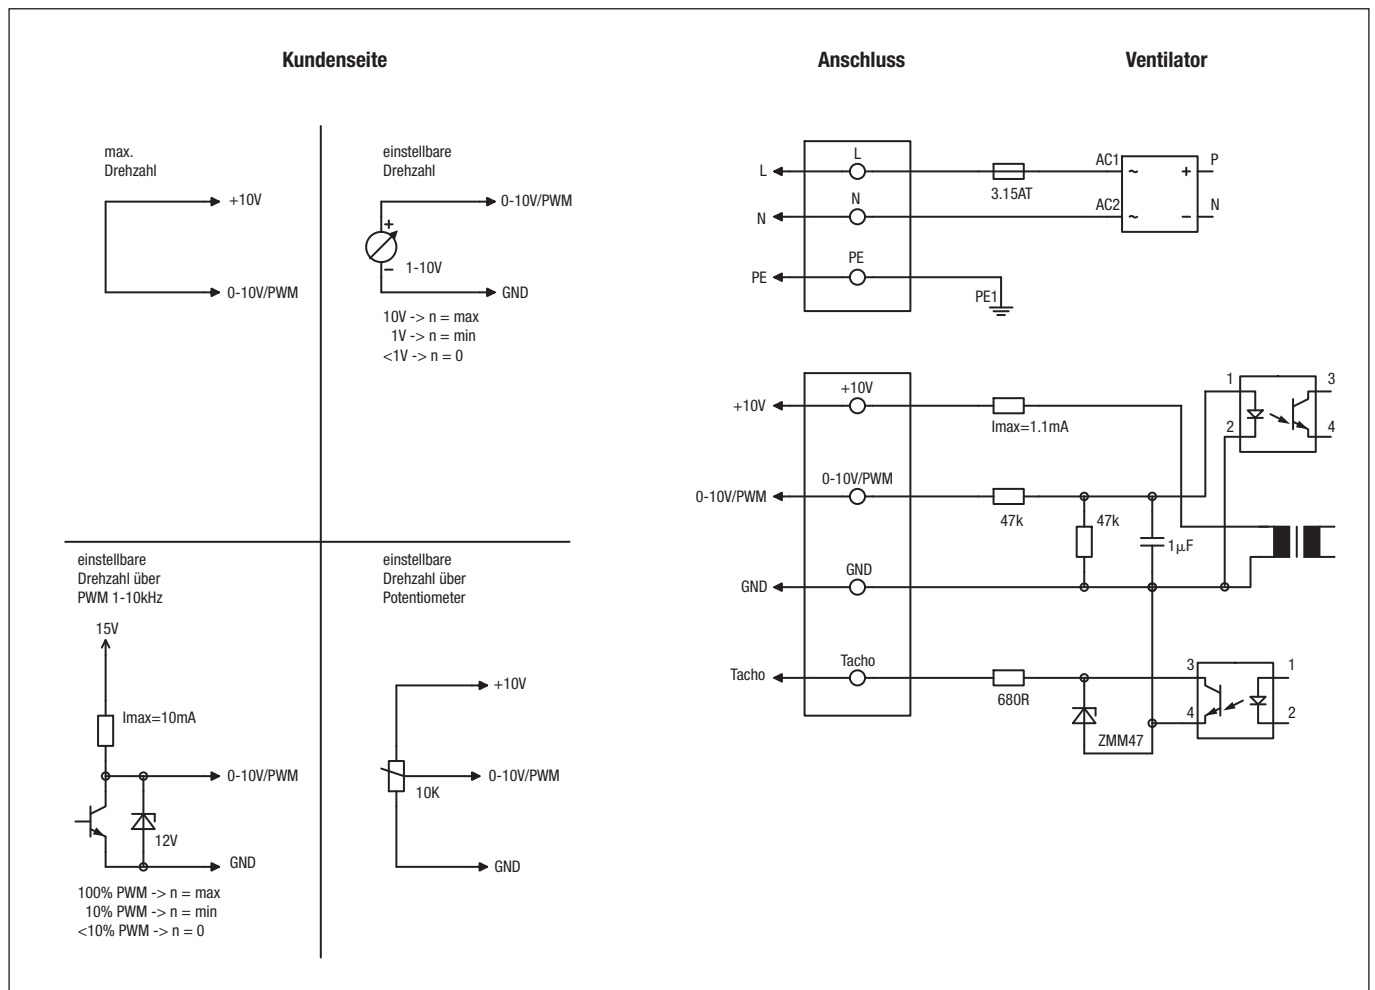 Kundenseite
Anschluss
Ventilator
max.
Drehzahl
+10V
0-10V/PWM
einstellbare
Drehzahl
0-10V/PWM
+
−
1-10V
GND
10V -> n = max
1V -> n = min
<1V -> n = 0
einstellbare
Drehzahl über
PWM 1-10kHz
15V
Imax=10mA
0-10V/PWM
12V
GND
100% PWM -> n = max
10% PWM -> n = min
<10% PWM -> n = 0
einstellbare
Drehzahl über
Potentiometer
+10V
0-10V/PWM
10K
GND
L
L
3.15AT
AC1
~
+
P
N
N
AC2
~
−
N
PE
PE
PE1
+10V
+10V
Imax=1.1mA
1
2
3
4
0-10V/PWM
0-10V/PWM
47k
47k
1µF
GND
GND
Tacho
Tacho
680R
ZMM47
3
4
1
2